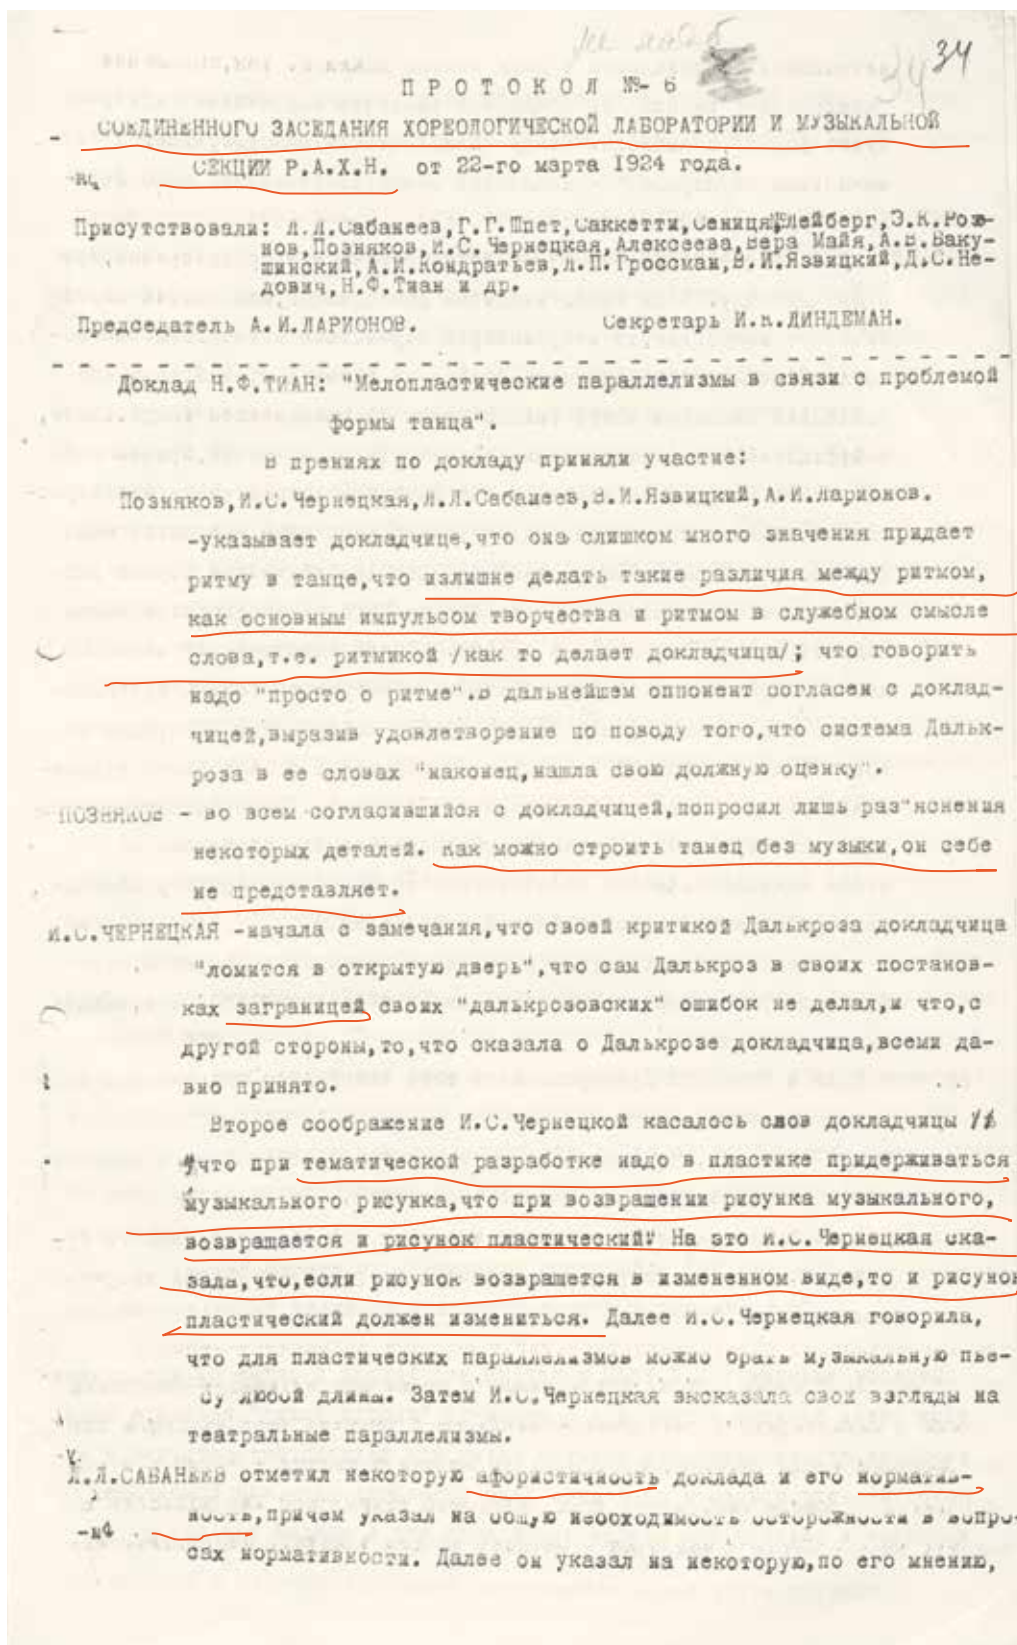 34
ПРОТОКОЛ №- 6
СОЕДИНЕННОГО ЗАСЕДАНИЯ ХОРЕОЛОГИЧЕСКОЙ ЛАБОРАТОРИИ И МУЗЫКАЛЬНОЙ
СЕКЦИИ Р.А.Х.Н. от 22-го марта 1924 года.
Присутствовали: Л.Л.Сабанеев,Г.Г.Шпет,Саккетти,Сеница,Шлейберг,Э.К.Розе-
нов,Позняков,И.С.Чернецкая,Алексеева,Вера Майя,А.В.Баку-
шинский,А.И.Кондратьев,Л.П.Гроссман,В.И.Язвицкий,Д.С.Не-
дович,Н.Ф.Тиан и др.
Председатель А.И.ЛАРИОНОВ. Секретарь И.К.ЛИНДЕМАН.
Доклад Н.Ф.ТИАН: "Мелопластические параллелизмы в связи с проблемой
формы танца".
В прениях по докладу приняли участие:
Позняков,И.С.Чернецкая,Л.Л.Сабанеев,В.И.Язвицкий,А.И.Ларионов.
-указывает докладчице,что она слишком много значения придает
ритму в танце,что излишне делать такие различия между ритмом,
как основным импульсом творчества и ритмом в служебном смысле
слова,т.е. ритмикой /как то делает докладчица/; что говорить
надо "просто о ритме".В дальнейшем оппонент согласен с доклад-
чицей,выразив удовлетворение по поводу того,что система Дальк-
роза в ее словах "наконец,нашла свою должную оценку".
ПОЗНЯКОВ - во всем согласившийся с докладчицей,попросил лишь раз"яснения
некоторых деталей. Как можно строить танец без музыки,он себе
не представляет.
И.С.ЧЕРНЕЦКАЯ -начала с замечания,что своей критикой Далькроза докладчица
"ломится в открытую дверь",что сам Далькроз в своих постанов-
ках заграницей своих "далькрозовских" ошибок не делал,и что,с
другой стороны,то,что сказала о Далькрозе докладчица,всеми да-
вно принято.
Второе соображение И.С.Чернецкой касалось слов докладчицы
что при тематической разработке надо в пластике придерживаться
музыкального рисунка,что при возвращении рисунка музыкального,
возвращается и рисунок пластический" На это И.С.Чернецкая ска-
зала,что,если рисунок возвращется в измененном виде,то и рисунок
пластический должен измениться. Далее И.С.Чернецкая говорила,
что для пластических параллелизмов можно брать музыкальную пье-
су любой длины. Затем И.С.Чернецкая высказала свои взгляды на
театральные параллелизмы.
Л.Л.САБАНЕЕВ отметил некоторую афористичность доклада и его норматив-
ность,причем указал на общую необходимость осторожности в вопро-
сах нормативности. Далее он указал на некоторую,по его мнению,